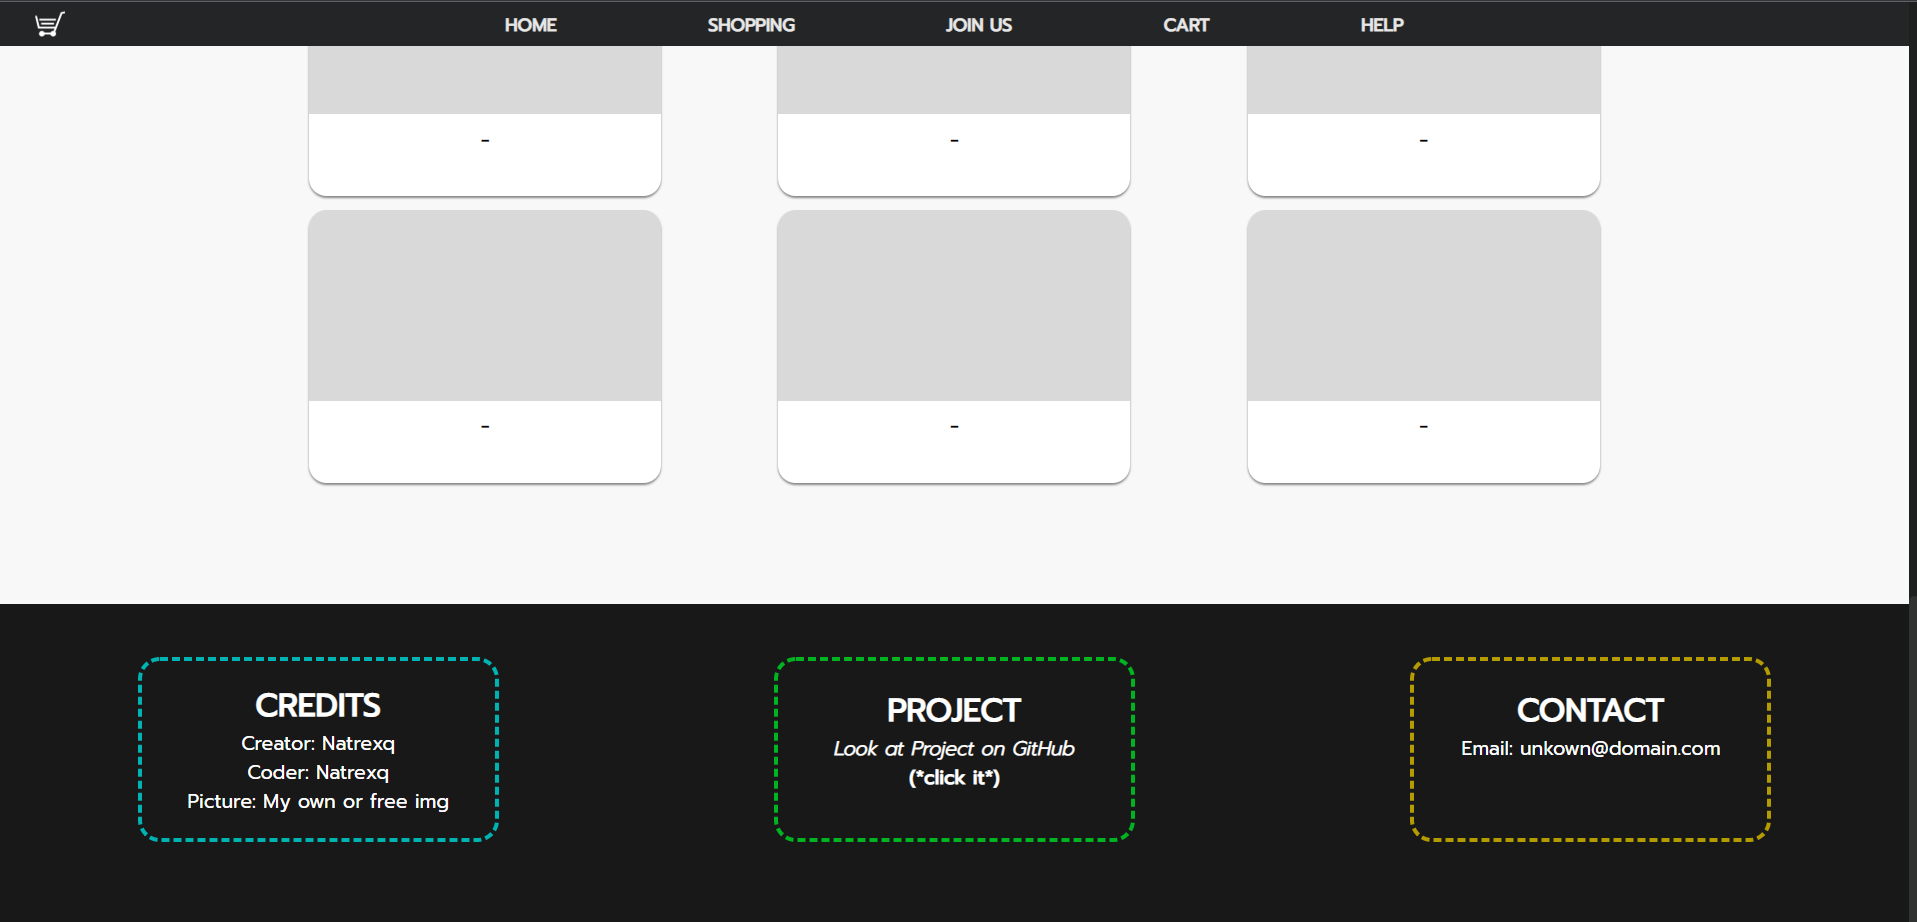 HOME SHOPPING JOIN US CART HELP
- - -
- - -
CREDITS
Creator: Natrexq
Coder: Natrexq
Picture: My own or free img
PROJECT
Look at Project on GitHub
(*click it*)
CONTACT
Email: unkown@domain.com